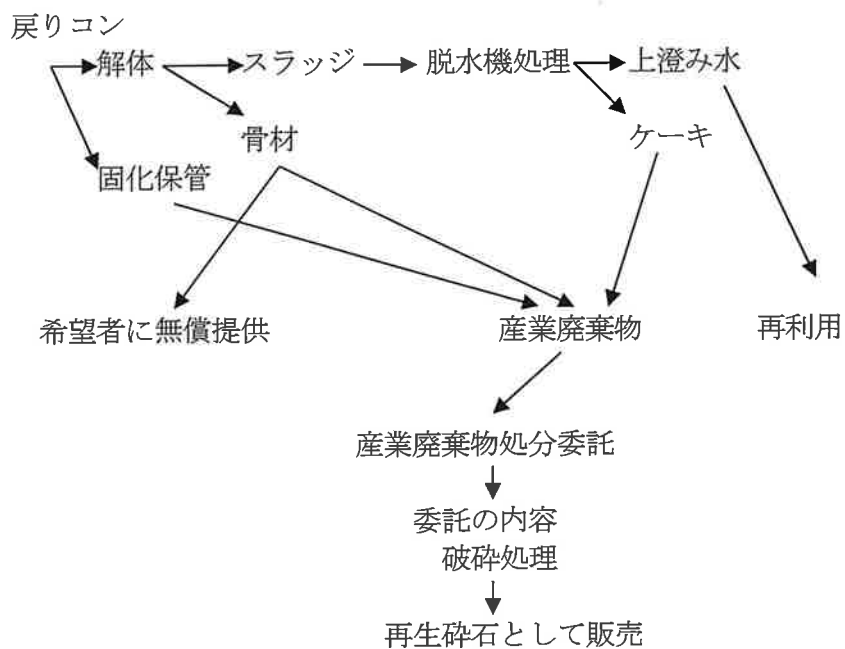 戻りコン
解体
スラッジ
脱水機処理
上澄み水
骨材
ケーキ
固化保管
希望者に無償提供
産業廃棄物
再利用
産業廃棄物処分委託
委託の内容
破砕処理
再生砕石として販売